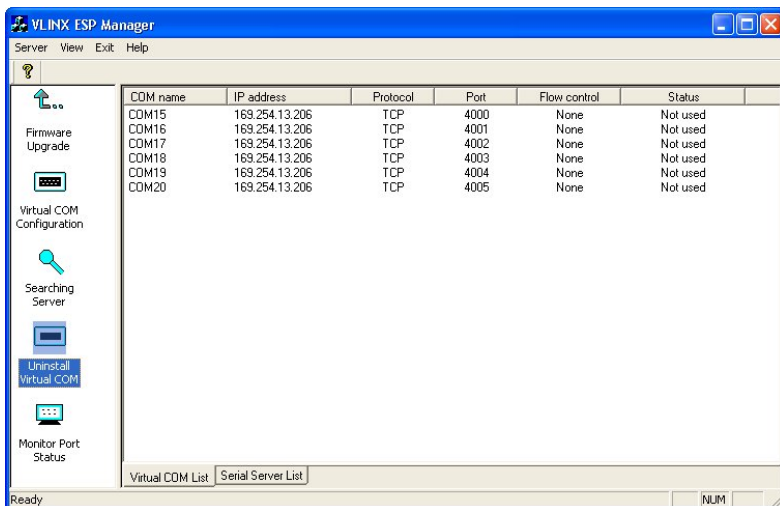 VLINX ESP Manager
Server View Exit Help
Firmware
Upgrade
Virtual COM
Configuration
Searching
Server
Uninstall
Virtual COM
Monitor Port
Status
COM name IP address Protocol Port Flow control Status
COM15 169.254.13.206 TCP 4000 None Not used
COM16 169.254.13.206 TCP 4001 None Not used
COM17 169.254.13.206 TCP 4002 None Not used
COM18 169.254.13.206 TCP 4003 None Not used
COM19 169.254.13.206 TCP 4004 None Not used
COM20 169.254.13.206 TCP 4005 None Not used
Virtual COM List Serial Server List
Ready NUM